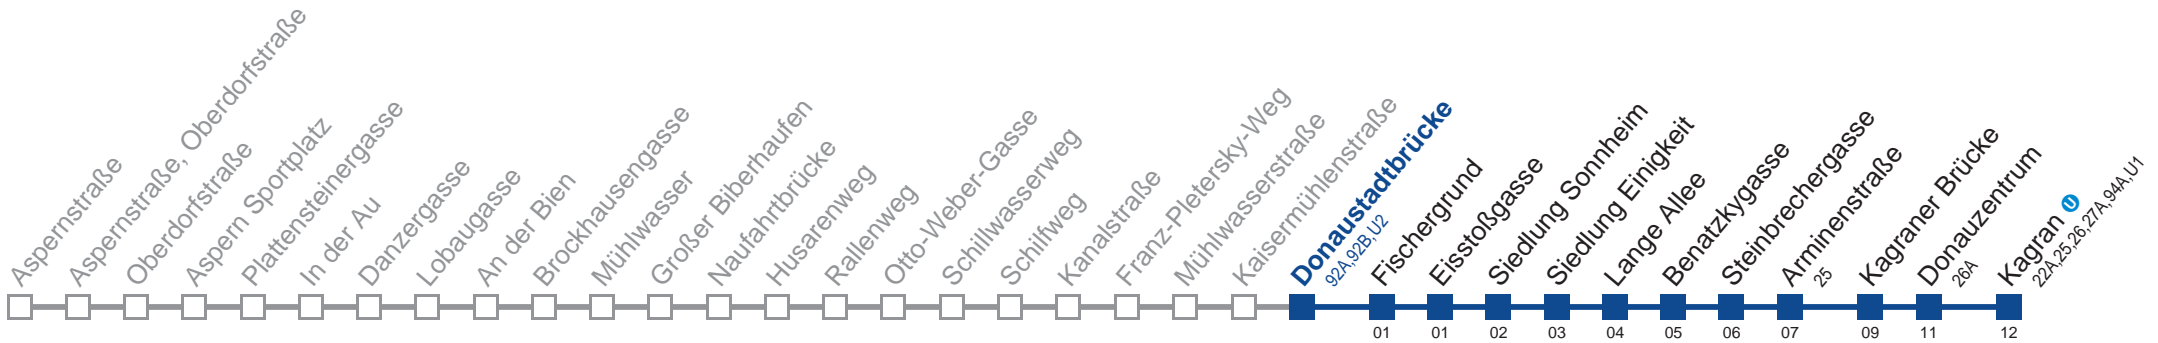 Aspernstraße
Aspernstraße, Oberdorfstraße
Oberdorfstraße
Aspern Sportplatz
Plattensteinergasse
In der Au
Danzergasse
Lobaugasse
An der Bien
Brockhausengasse
Mühlwasser
Großer Biberhaufen
Naufahrtbrücke
Husarenweg
Rallenweg
Otto-Weber-Gasse
Schillwasserweg
Schilfweg
Kanalstraße
Franz-Pletersky-Weg
Mühlwasserstraße
Kaisermühlenstraße
Donaustadtbrücke
92A,92B,U2
Fischergrund
Eisstoßgasse
Siedlung Sonnheim
Siedlung Einigkeit
Lange Allee
Benatzkygasse
Steinbrechergasse
Arminenstraße
25
Kagraner Brücke
Donauzentrum
26A
Kagran U
22A,25,26,27A,94A,U1
01 01 02 03 04 05 06 07 09 11 12